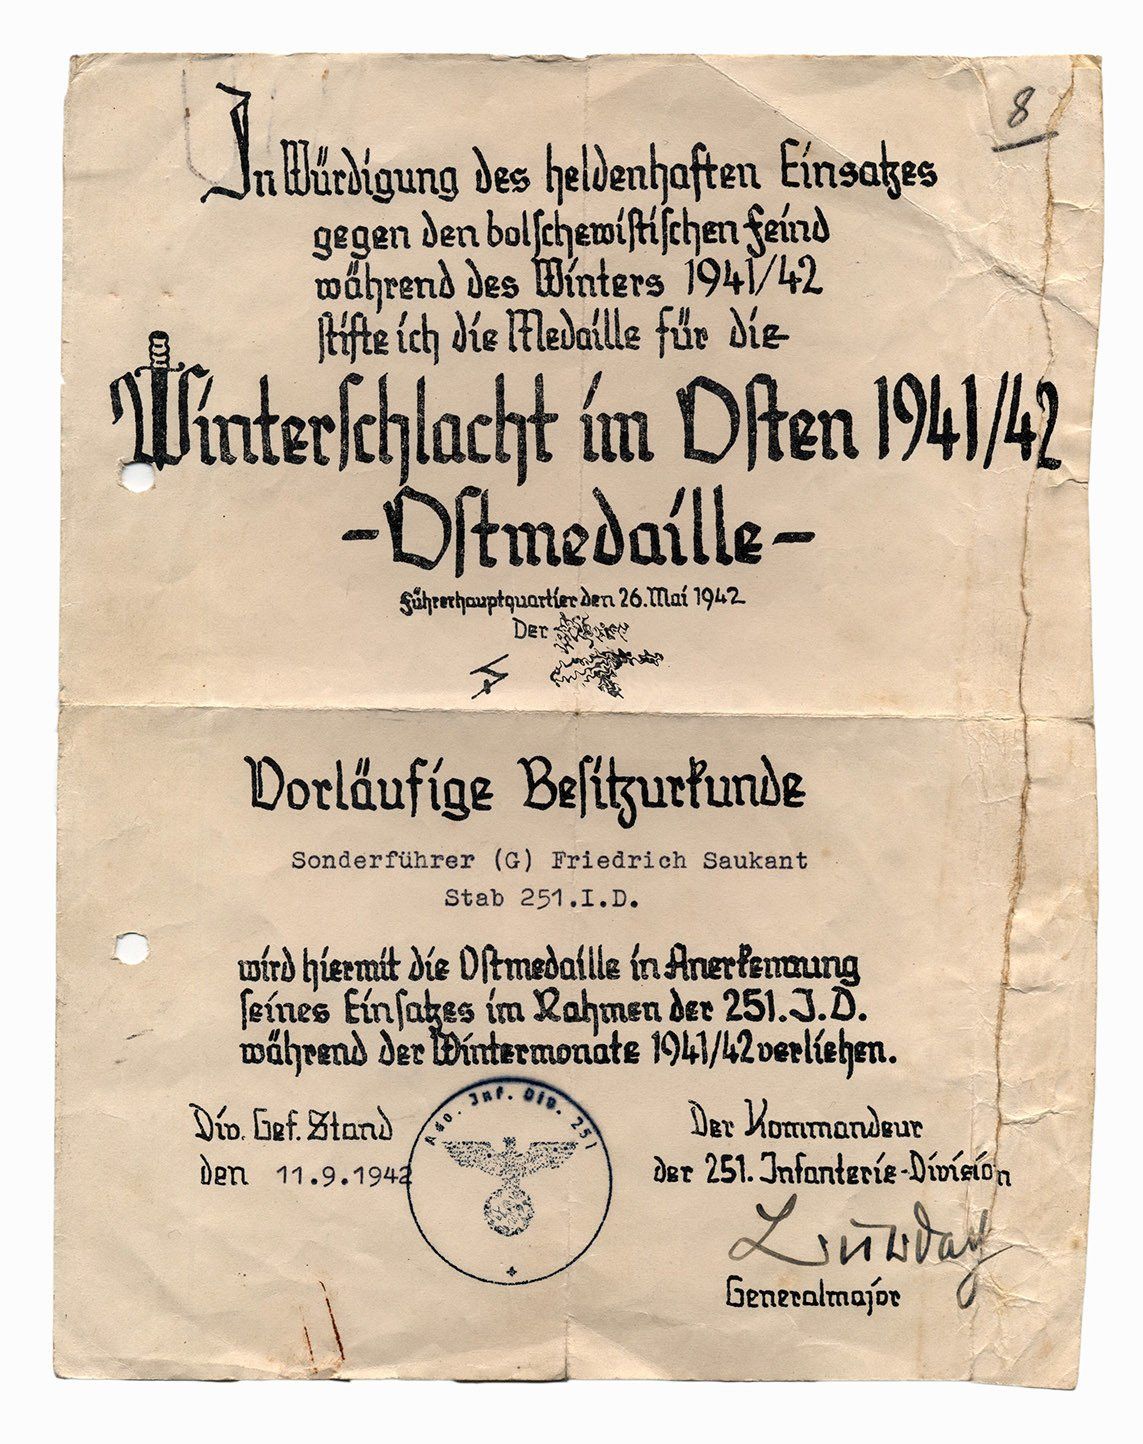 8
In Würdigung des heldenhaften Einsatzes
gegen den bolschewistischen Feind
während des Winters 1941/42
stifte ich die Medaille für die
Winterschlacht im Osten 1941/42
-Ostmedaille-
Führerhauptquartier den 26. Mai 1942
Der
Vorläufige Besitzurkunde
Sonderführer (G) Friedrich Saukant
Stab 251.I.D.
wird hiermit die Ostmedaille in Anerkennung
seines Einsatzes im Rahmen der 251. I. D.
während der Wintermonate 1941/42 verliehen.
Div. Gef. Stand
den 11.9.1942
Inf. Div. 251
Der Kommandeur
der 251. Infanterie-Division
Generalmajor